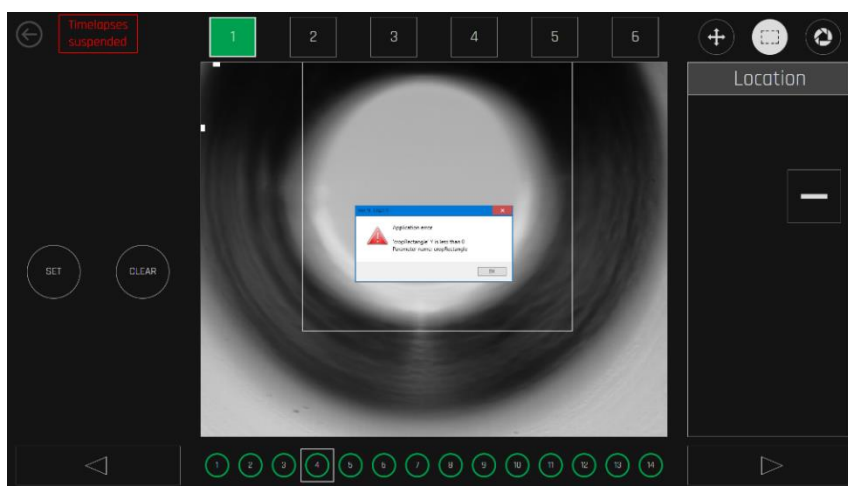 Timelapses
suspended
1
2
3
4
5
6
Location
Application error
'cropRectangle' Y is less than 0
Parameter name: cropRectangle
SET
CLEAR
1
2
3
4
5
6
7
8
9
10
11
12
13
14